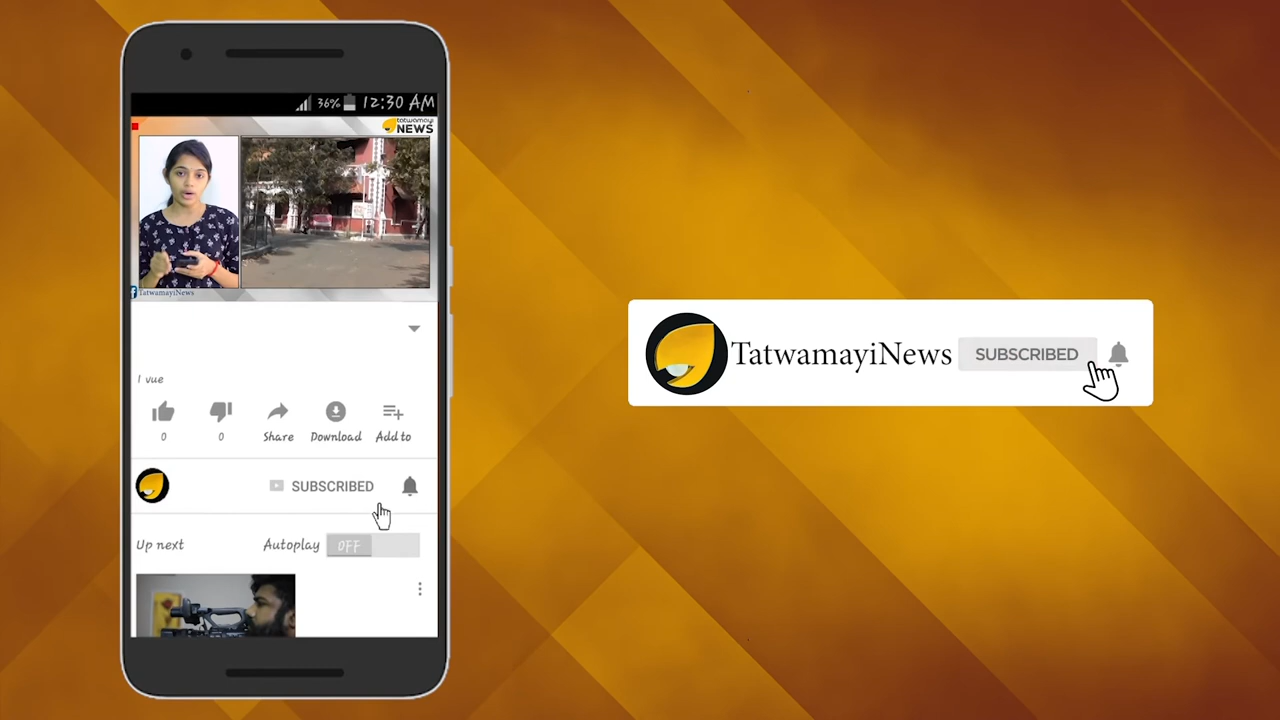 36% 12:30 AM
tatwamayi
NEWS
TatwamayiNews
1 vue
0 0 Share Download Add to
SUBSCRIBED
Up next Autoplay OFF
TatwamayiNews SUBSCRIBED